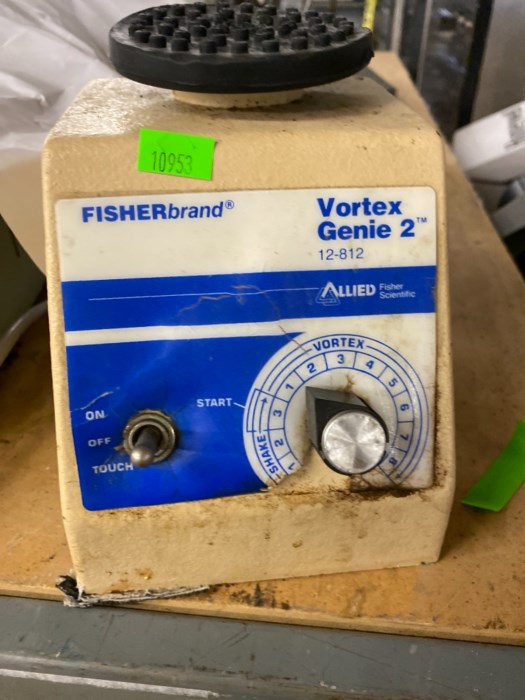 10953
FISHERbrand®
Vortex
Genie 2™
12-812
ALLIED Fisher
Scientific
VORTEX
1 2 3 4 5 6 7 8
START
SHAKE
1 2 3
ON
OFF
TOUCH